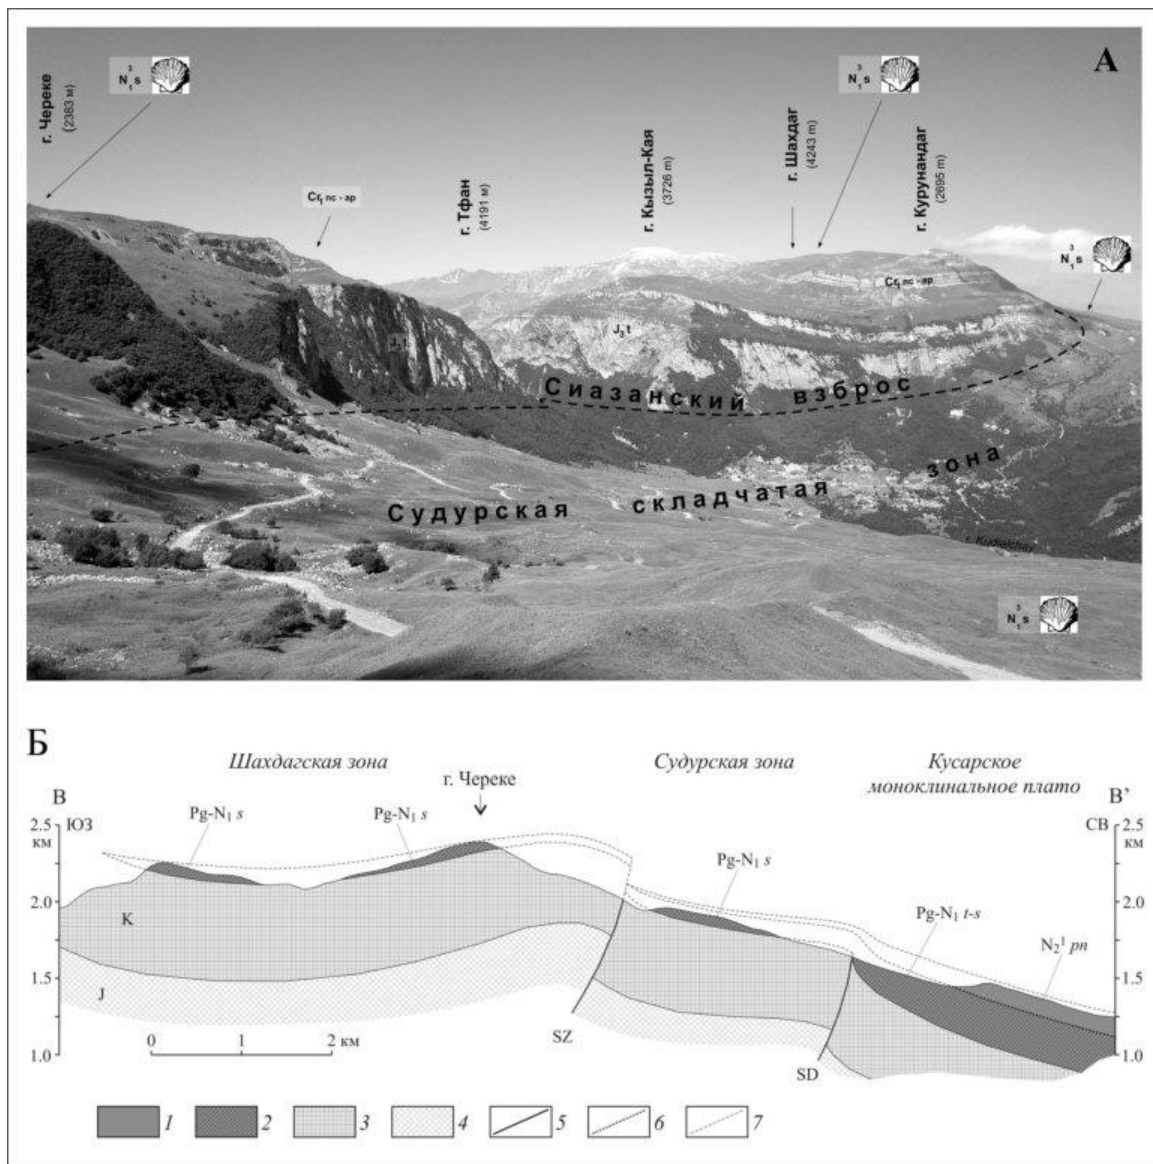 А
г. Череке
(2383 м)
N₁³s
Cr₁ nc - ap
г. Тфан
(4191 м)
г. Кызыл-Кая
(3726 m)
г. Шахдаг
(4243 m)
N₁³s
г. Курунандаг
(2695 m)
N₁³s
Cr₁ nc - ap
J₃ t
J₃ t
Сиазанский взброс
Судурская складчатая зона
г. Kudialchay
N₁³s
Б
Шахдагская зона
г. Череке
Судурская зона
Кусарское
моноклинальное плато
В
В’
2.5 ЮЗ
км
СВ 2.5
км
Pg-N₁ s
Pg-N₁ s
Pg-N₁ s
Pg-N₁ t-s
N₂¹ pn
2.0
2.0
K
1.5
1.5
J
1.0
1.0
0 1 2 км
SZ
SD
1 2 3 4 5 6 7